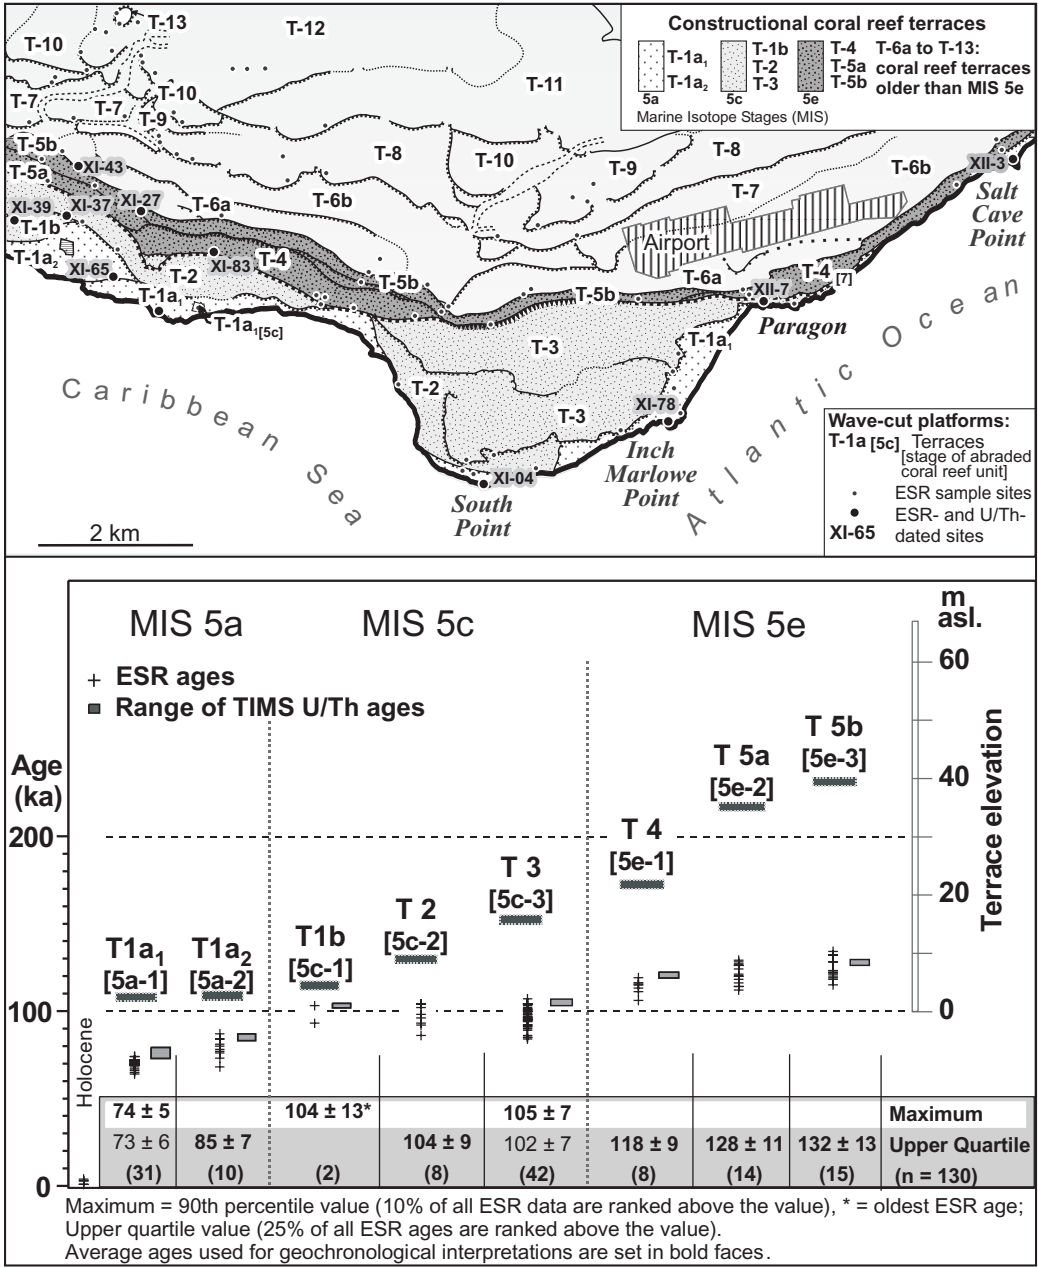 Constructional coral reef terraces
T-1a1
T-1a2
5a
T-1b
T-2
T-3
5c
T-4
T-5a
T-5b
5e
T-6a to T-13:
coral reef terraces
older than MIS 5e
Marine Isotope Stages (MIS)
T-13
T-12
T-10
T-11
T-7
T-7
T-10
T-9
T-8
T-10
T-9
T-8
T-6b
XII-3
Salt
Cave
Point
T-5b
T-5a
XI-43
XI-39
XI-37
XI-27
T-6a
T-6b
T-7
T-1b
Airport
T-1a2
XI-65
T-2
XI-83
T-4
T-5b
T-5b
T-6a
XII-7
T-4
[7]
T-1a1
T-1a1[5c]
Paragon
T-3
T-1a1
T-2
T-3
XI-78
Inch
Marlowe
Point
XI-04
South
Point
Caribbean Sea
Atlantic Ocean
2 km
Wave-cut platforms:
T-1a [5c] Terraces
[stage of abraded
coral reef unit]
ESR sample sites
ESR- and U/Th-
XI-65 dated sites
MIS 5a MIS 5c MIS 5e
m
asl.
ESR ages
Range of TIMS U/Th ages
60
40
20
0
Terrace elevation
Age
(ka)
200
100
0
Holocene
T1a1
[5a-1]
T1a2
[5a-2]
T1b
[5c-1]
T 2
[5c-2]
T 3
[5c-3]
T 4
[5e-1]
T 5a
[5e-2]
T 5b
[5e-3]
74 ± 5 104 ± 13* 105 ± 7 Maximum
73 ± 6 85 ± 7 104 ± 9 102 ± 7 118 ± 9 128 ± 11 132 ± 13 Upper Quartile
(31) (10) (2) (8) (42) (8) (14) (15) (n = 130)
Maximum = 90th percentile value (10% of all ESR data are ranked above the value), * = oldest ESR age;
Upper quartile value (25% of all ESR ages are ranked above the value).
Average ages used for geochronological interpretations are set in bold faces.